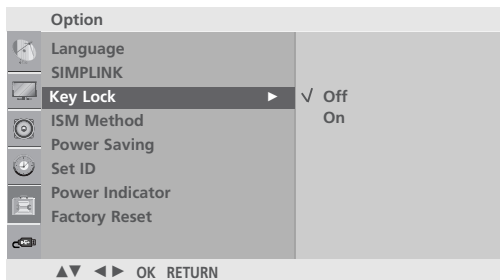 Option
Language
SIMPLINK
Key Lock ► √ Off
ISM Method On
Power Saving
Set ID
Power Indicator
Factory Reset
▲▼ ◄► OK RETURN